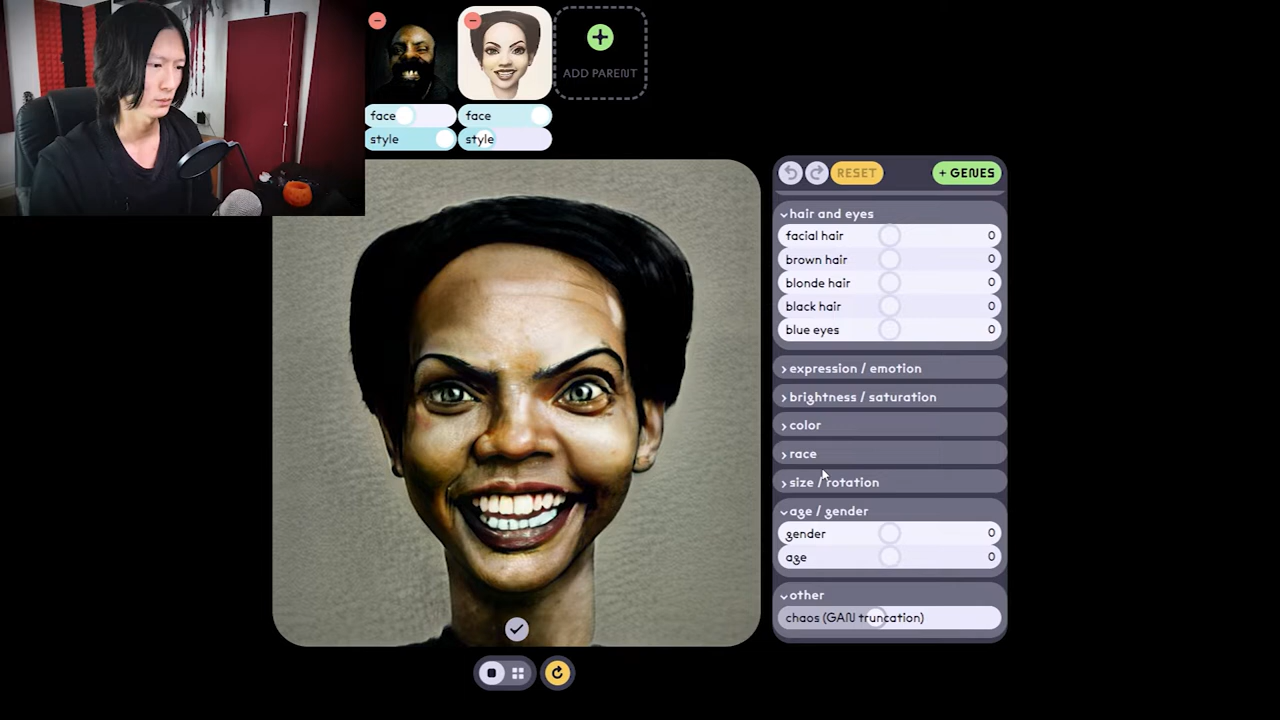 ADD PARENT
face
face
style
style
RESET
+ GENES
hair and eyes
facial hair 0
brown hair 0
blonde hair 0
black hair 0
blue eyes 0
expression / emotion
brightness / saturation
color
race
size / rotation
age / gender
gender 0
age 0
other
chaos (GAN truncation)